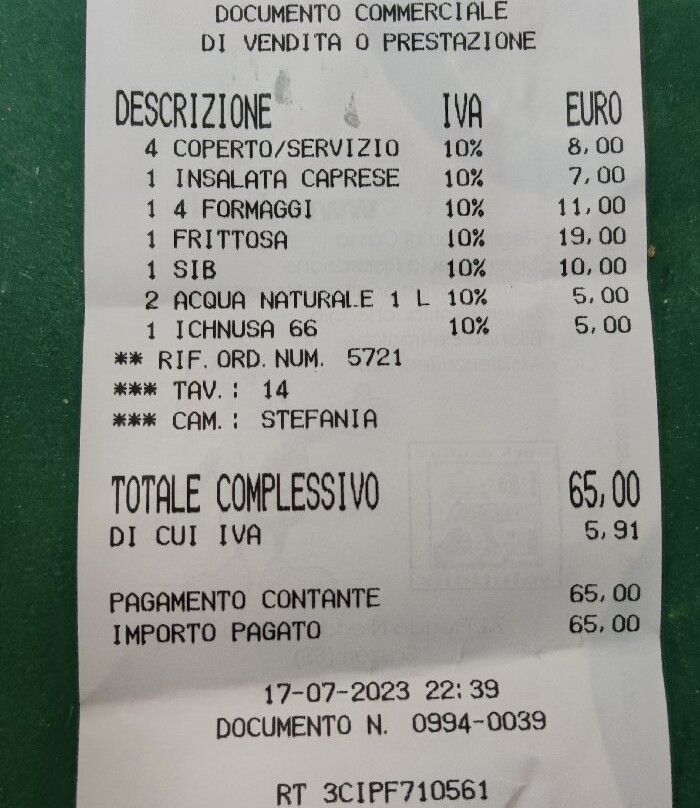 DOCUMENTO COMMERCIALE
DI VENDITA O PRESTAZIONE
DESCRIZIONE IVA EURO
4 COPERTO/SERVIZIO 10% 8,00
1 INSALATA CAPRESE 10% 7,00
1 4 FORMAGGI 10% 11,00
1 FRITTOSA 10% 19,00
1 SIB 10% 10,00
2 ACQUA NATURALE 1 L 10% 5,00
1 ICHNUSA 66 10% 5,00
** RIF. ORD. NUM. 5721
*** TAV.: 14
*** CAM.: STEFANIA
TOTALE COMPLESSIVO 65,00
DI CUI IVA 5,91
PAGAMENTO CONTANTE 65,00
IMPORTO PAGATO 65,00
17-07-2023 22:39
DOCUMENTO N. 0994-0039
RT 3CIPF710561